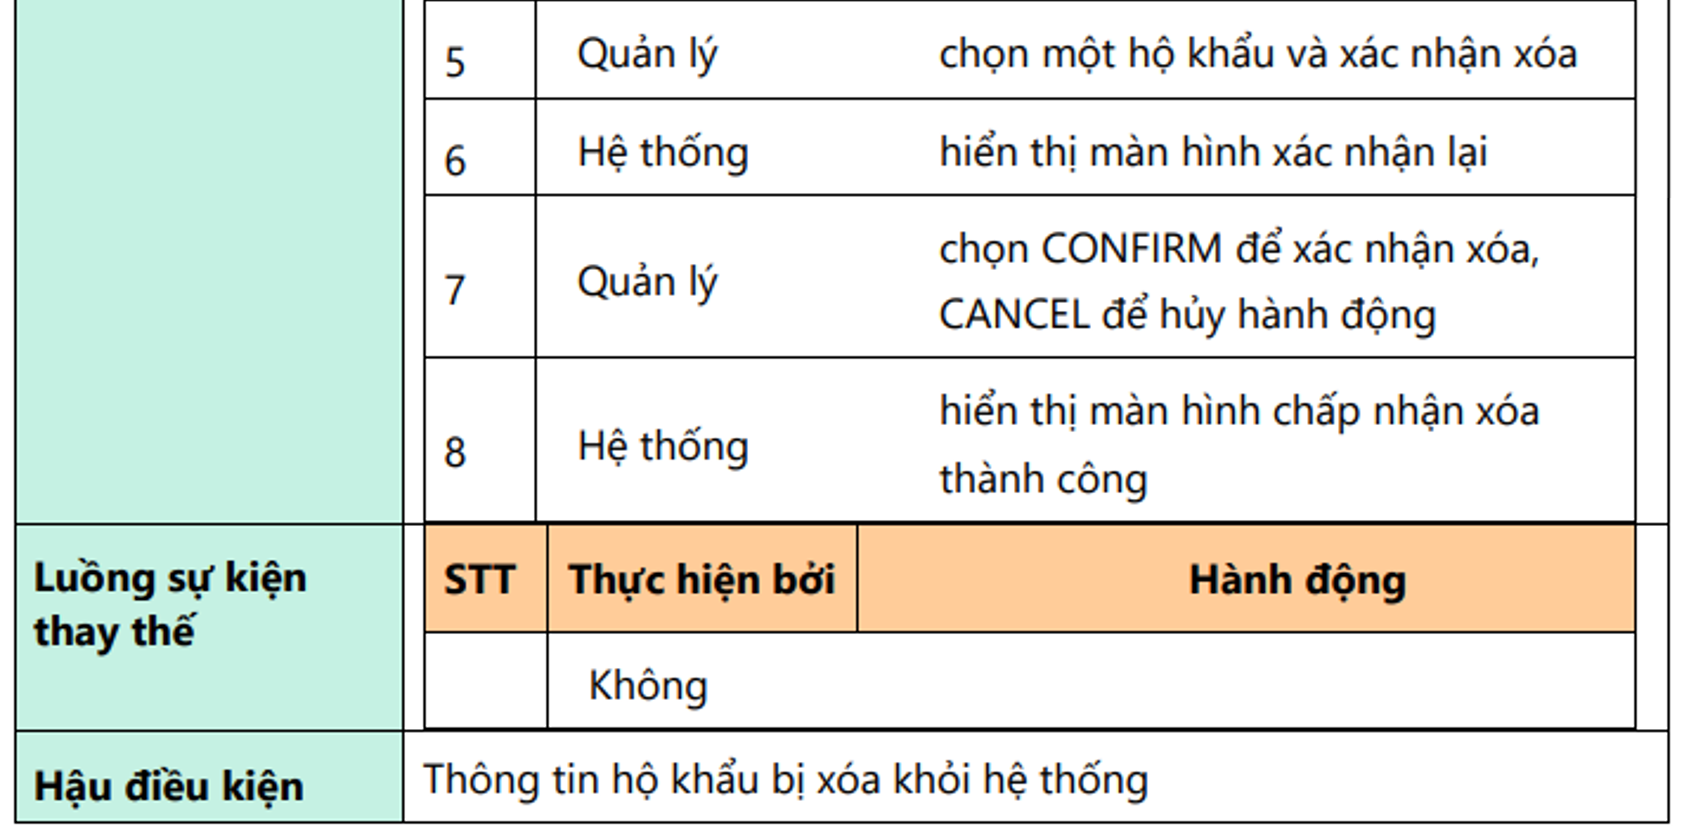 5 Quản lý chọn một hộ khẩu và xác nhận xóa
6 Hệ thống hiển thị màn hình xác nhận lại
7 Quản lý chọn CONFIRM để xác nhận xóa,
CANCEL để hủy hành động
8 Hệ thống hiển thị màn hình chấp nhận xóa
thành công
Luồng sự kiện
thay thế
STT Thực hiện bởi Hành động
Không
Hậu điều kiện Thông tin hộ khẩu bị xóa khỏi hệ thống